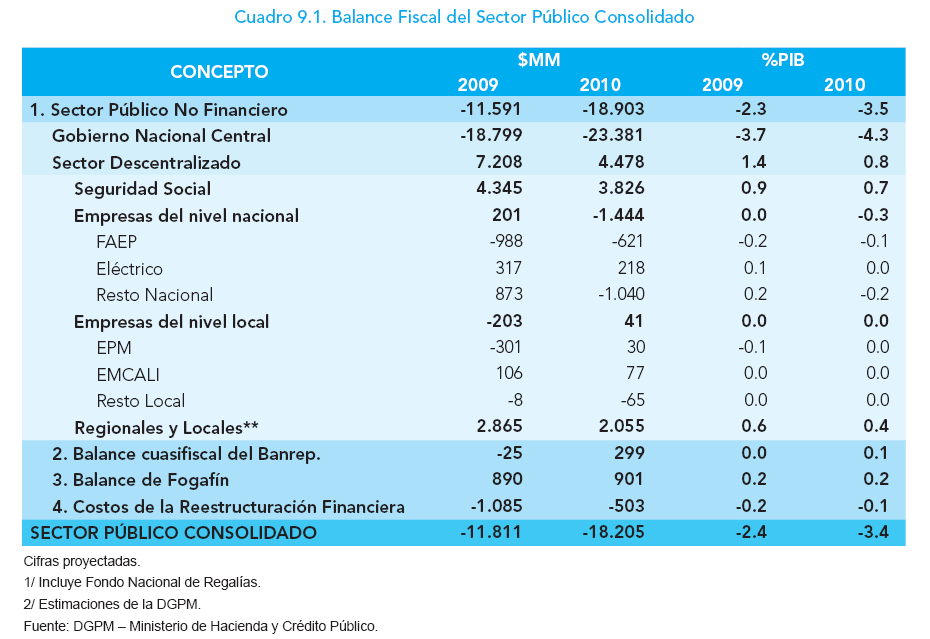 Cuadro 9.1. Balance Fiscal del Sector Público Consolidado
CONCEPTO $MM %PIB
2009 2010 2009 2010
1. Sector Público No Financiero -11.591 -18.903 -2.3 -3.5
Gobierno Nacional Central -18.799 -23.381 -3.7 -4.3
Sector Descentralizado 7.208 4.478 1.4 0.8
Seguridad Social 4.345 3.826 0.9 0.7
Empresas del nivel nacional 201 -1.444 0.0 -0.3
FAEP -988 -621 -0.2 -0.1
Eléctrico 317 218 0.1 0.0
Resto Nacional 873 -1.040 0.2 -0.2
Empresas del nivel local -203 41 0.0 0.0
EPM -301 30 -0.1 0.0
EMCALI 106 77 0.0 0.0
Resto Local -8 -65 0.0 0.0
Regionales y Locales** 2.865 2.055 0.6 0.4
2. Balance cuasifiscal del Banrep. -25 299 0.0 0.1
3. Balance de Fogafín 890 901 0.2 0.2
4. Costos de la Reestructuración Financiera -1.085 -503 -0.2 -0.1
SECTOR PÚBLICO CONSOLIDADO -11.811 -18.205 -2.4 -3.4
Cifras proyectadas.
1/ Incluye Fondo Nacional de Regalías.
2/ Estimaciones de la DGPM.
Fuente: DGPM – Ministerio de Hacienda y Crédito Público.